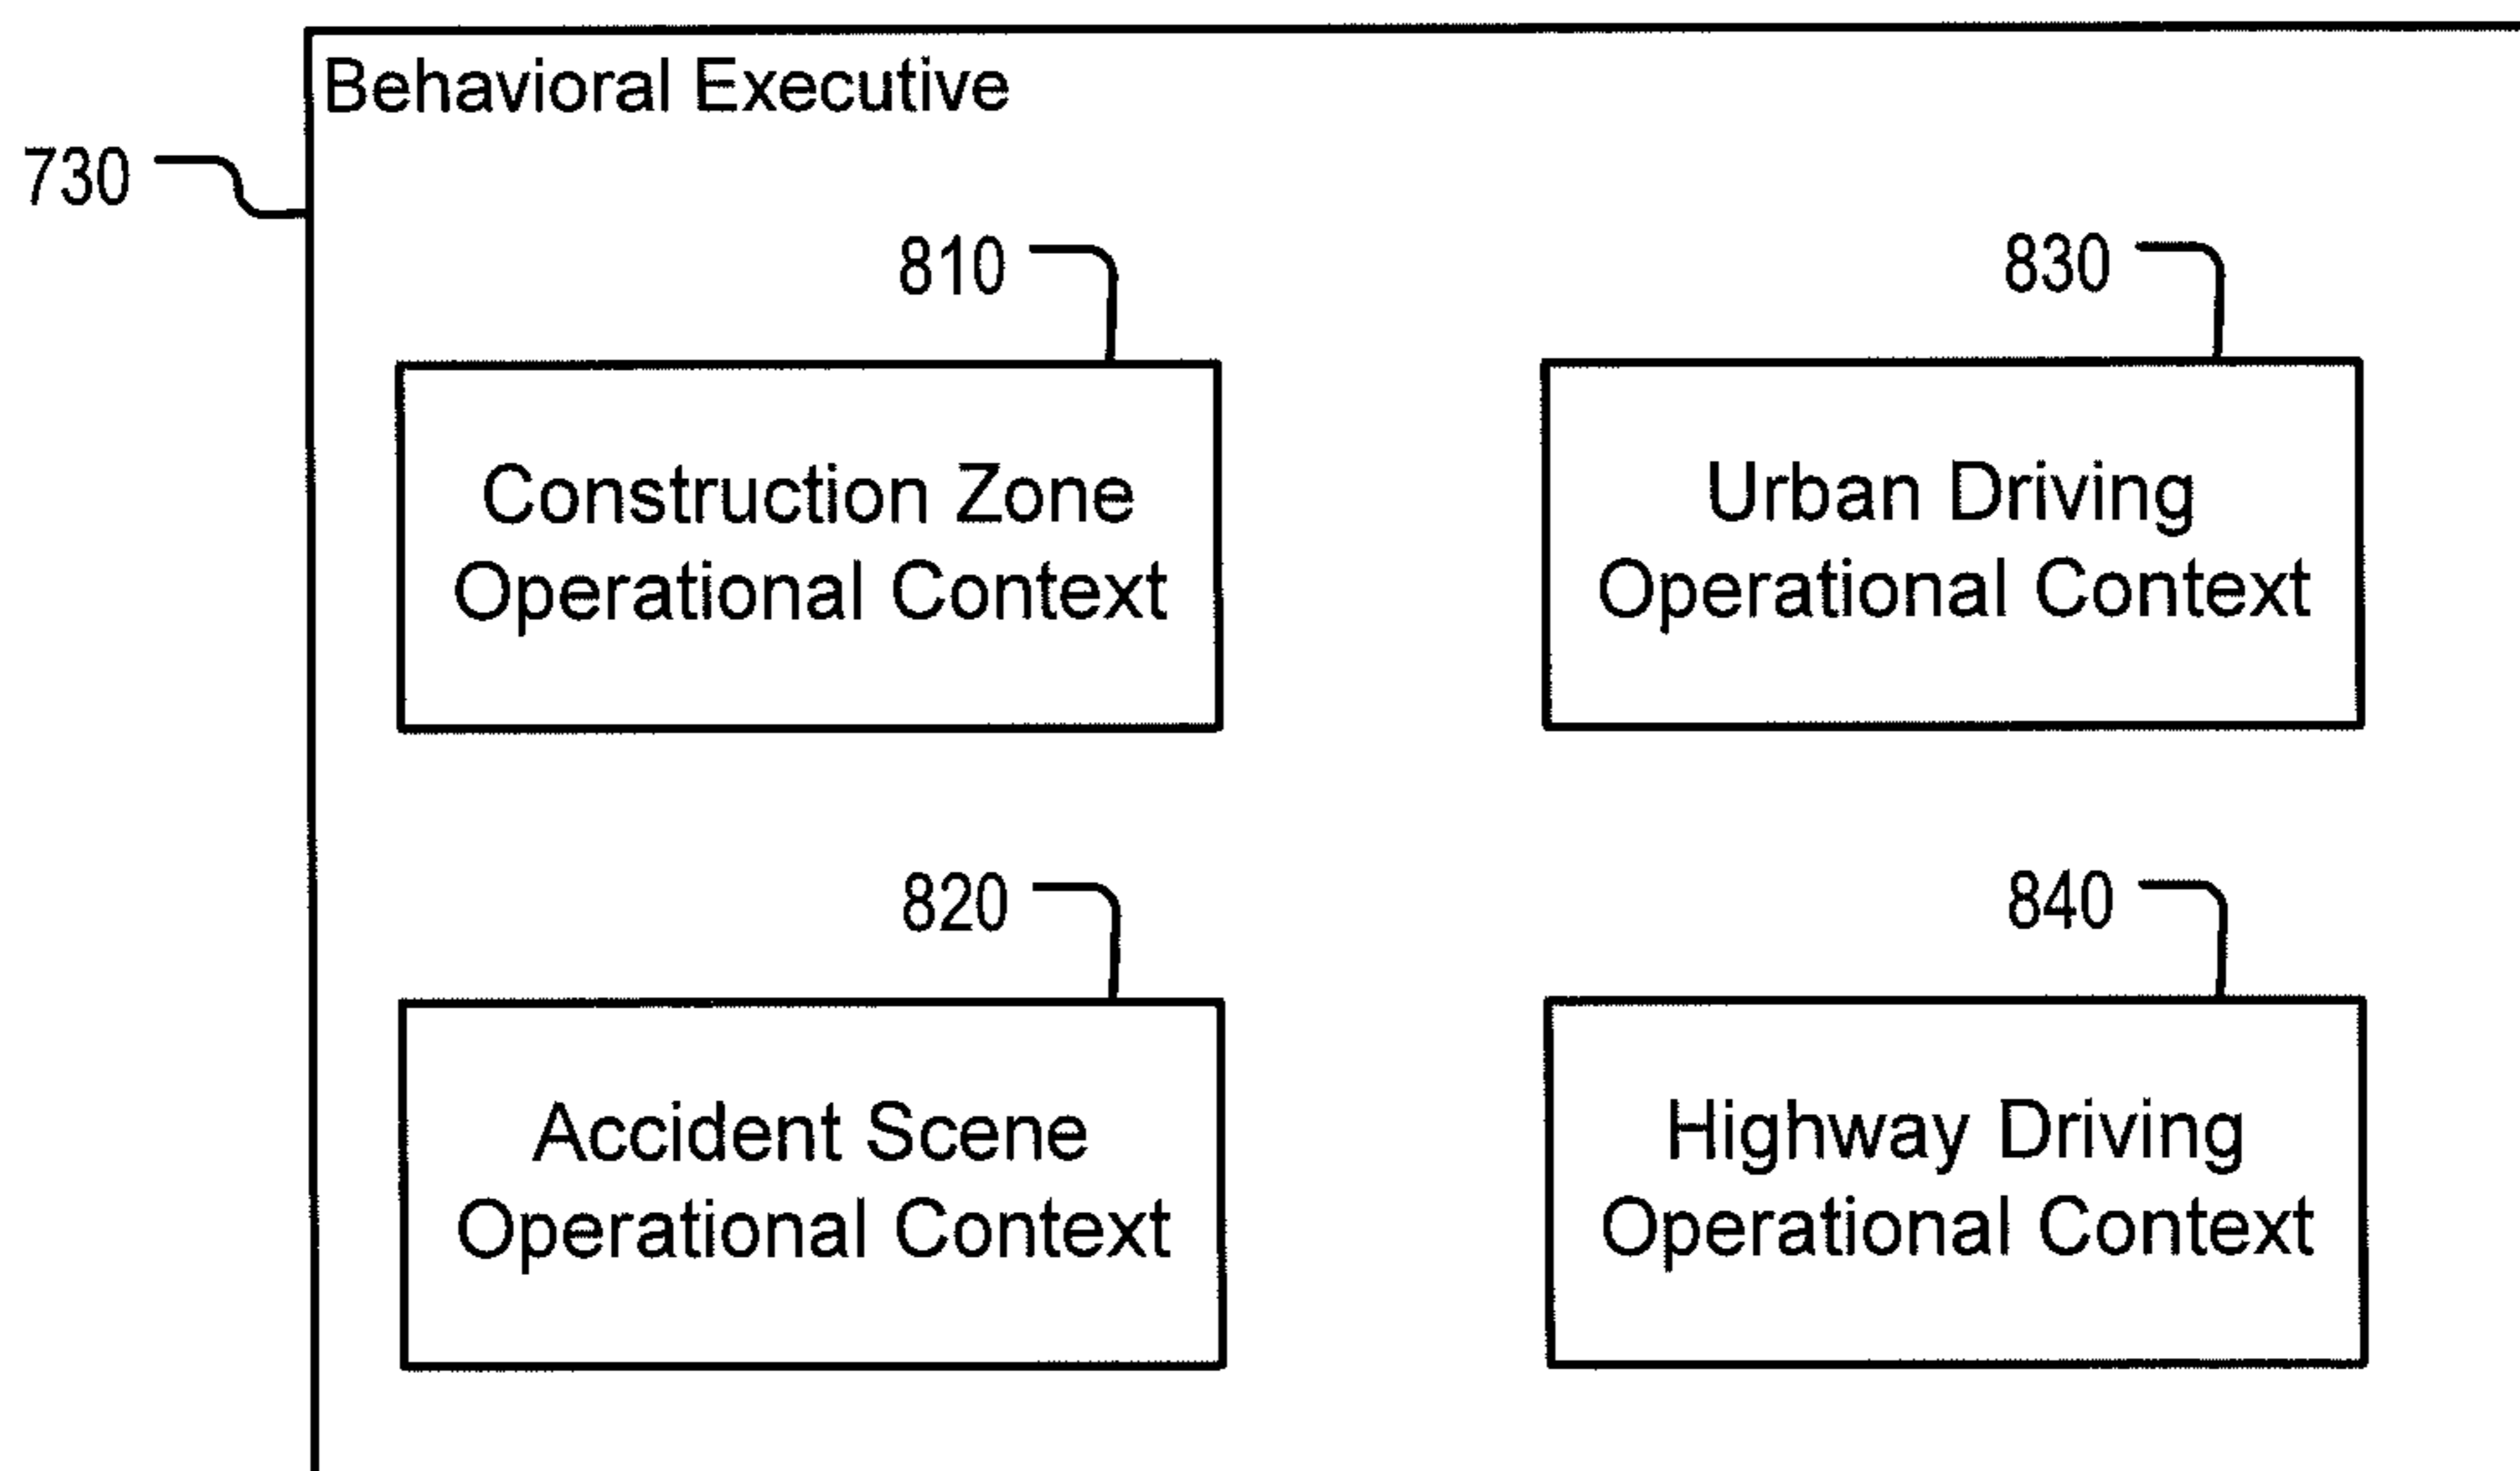 Behavioral Executive
730
810
830
Construction Zone
Operational Context
Urban Driving
Operational Context
820
840
Accident Scene
Operational Context
Highway Driving
Operational Context